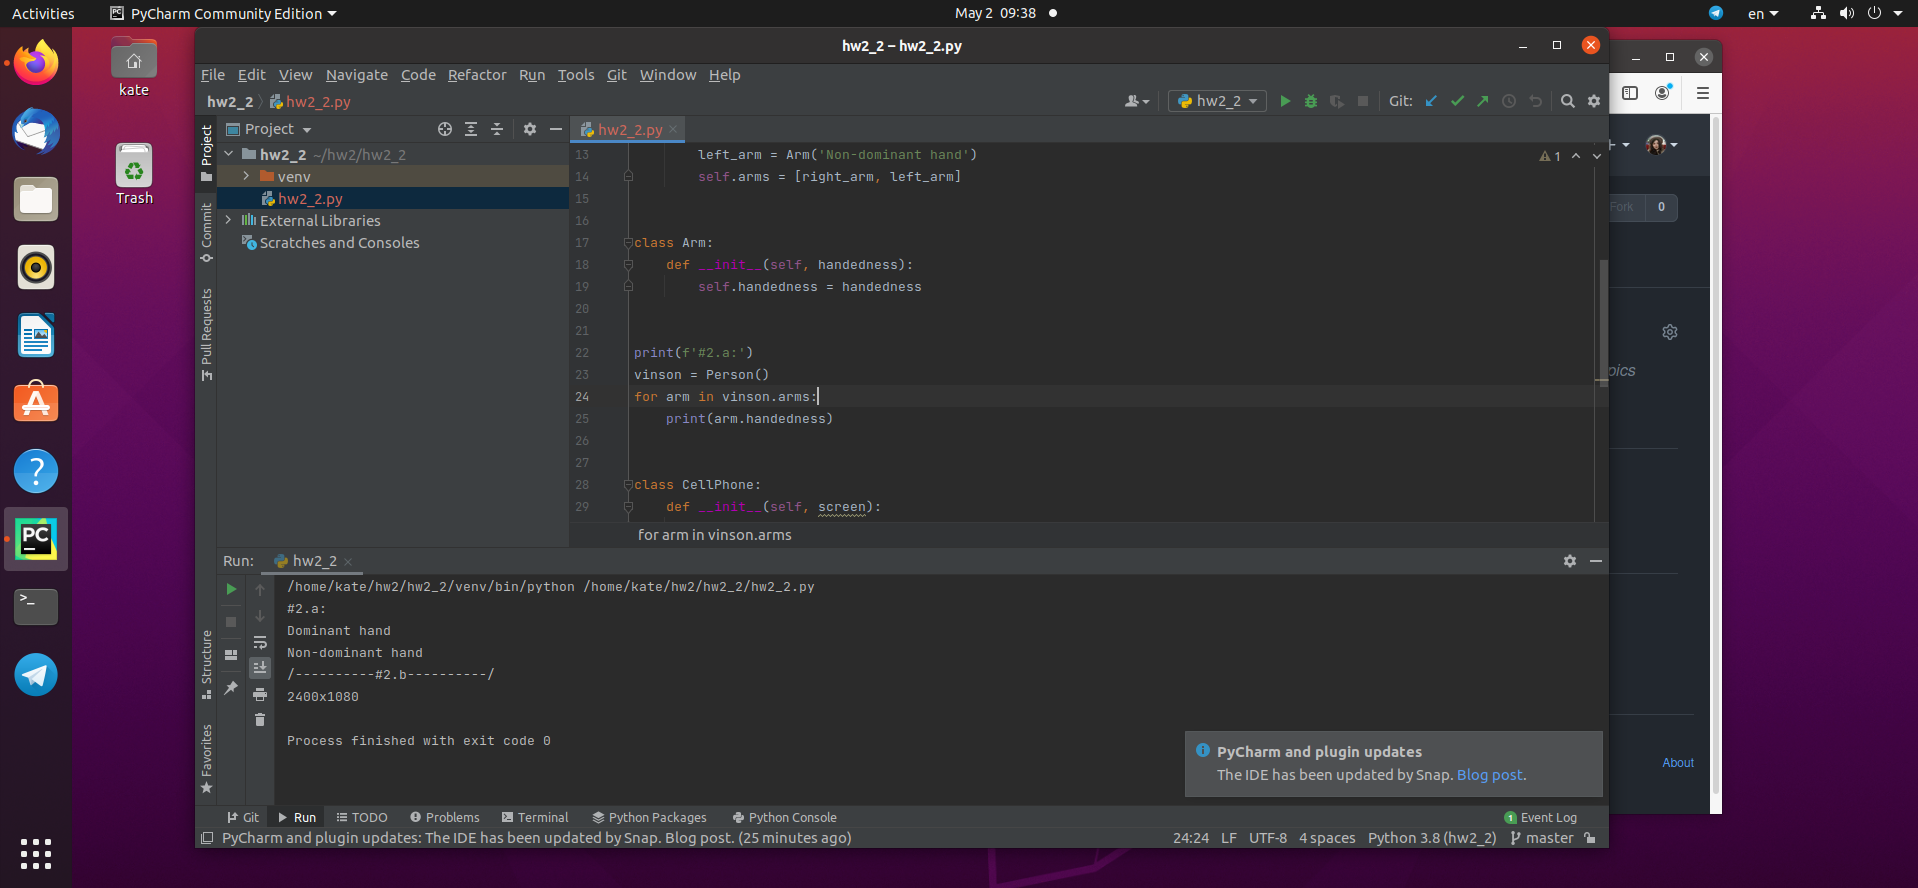 Activities PyCharm Community Edition May 2 09:38 en
kate
Trash
hw2_2 – hw2_2.py
File Edit View Navigate Code Refactor Run Tools Git Window Help
hw2_2 hw2_2.py hw2_2 Git:
Project
Commit
Pull Requests
Structure
Favorites
Project
hw2_2 ~/hw2/hw2_2
venv
hw2_2.py
External Libraries
Scratches and Consoles
hw2_2.py
1
13 left_arm = Arm('Non-dominant hand')
14 self.arms = [right_arm, left_arm]
15
16
17 class Arm:
18 def __init__(self, handedness):
19 self.handedness = handedness
20
21
22 print(f'#2.a:')
23 vinson = Person()
24 for arm in vinson.arms:
25 print(arm.handedness)
26
27
28 class CellPhone:
29 def __init__(self, screen):
for arm in vinson.arms
Fork 0
pics
About
Run: hw2_2
/home/kate/hw2/hw2_2/venv/bin/python /home/kate/hw2/hw2_2/hw2_2.py
#2.a:
Dominant hand
Non-dominant hand
/----------#2.b----------/
2400x1080
Process finished with exit code 0
PyCharm and plugin updates
The IDE has been updated by Snap. Blog post.
Git Run TODO Problems Terminal Python Packages Python Console 1 Event Log
PyCharm and plugin updates: The IDE has been updated by Snap. Blog post. (25 minutes ago) 24:24 LF UTF-8 4 spaces Python 3.8 (hw2_2) master